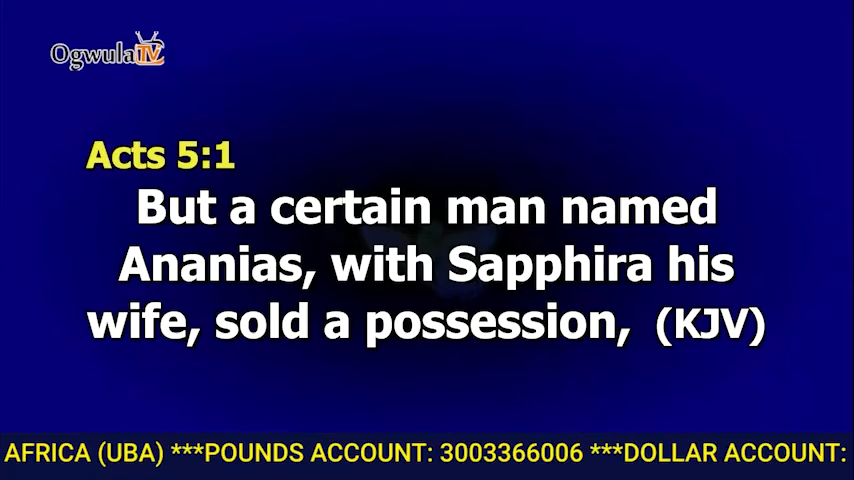 OgwulaTV
Acts 5:1
But a certain man named
Ananias, with Sapphira his
wife, sold a possession, (KJV)
AFRICA (UBA) ***POUNDS ACCOUNT: 3003366006 ***DOLLAR ACCOUNT: